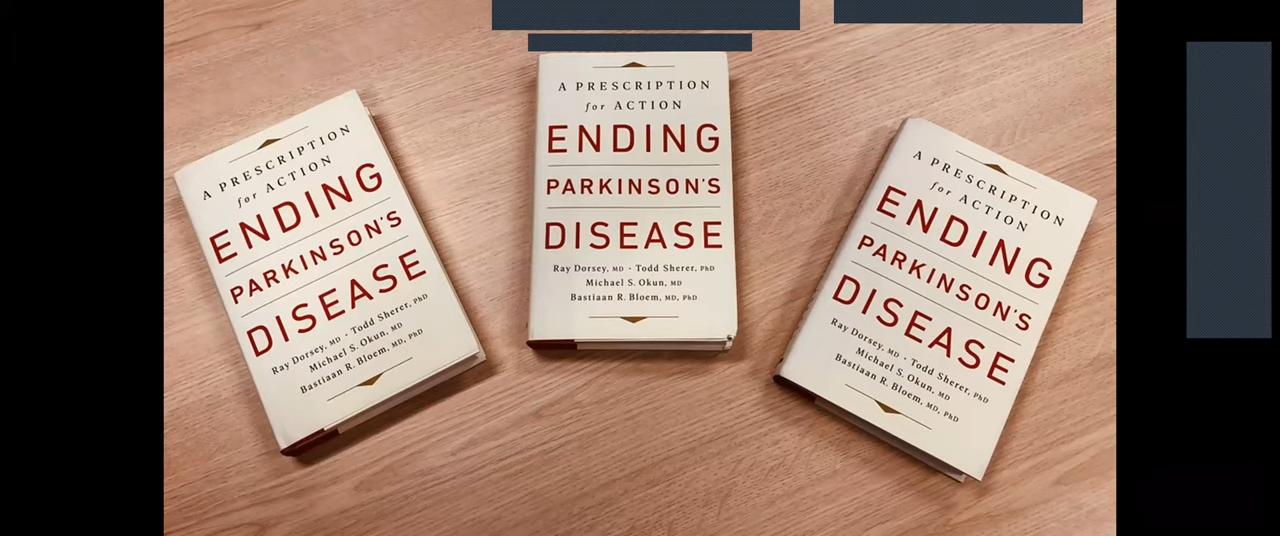 A PRESCRIPTION
for ACTION
ENDING
PARKINSON'S
DISEASE
Ray Dorsey, MD · Todd Sherer, PhD
Michael S. Okun, MD
Bastiaan R. Bloem, MD, PhD
A PRESCRIPTION
for ACTION
ENDING
PARKINSON'S
DISEASE
Ray Dorsey, MD · Todd Sherer, PhD
Michael S. Okun, MD
Bastiaan R. Bloem, MD, PhD
A PRESCRIPTION
for ACTION
ENDING
PARKINSON'S
DISEASE
Ray Dorsey, MD · Todd Sherer, PhD
Michael S. Okun, MD
Bastiaan R. Bloem, MD, PhD